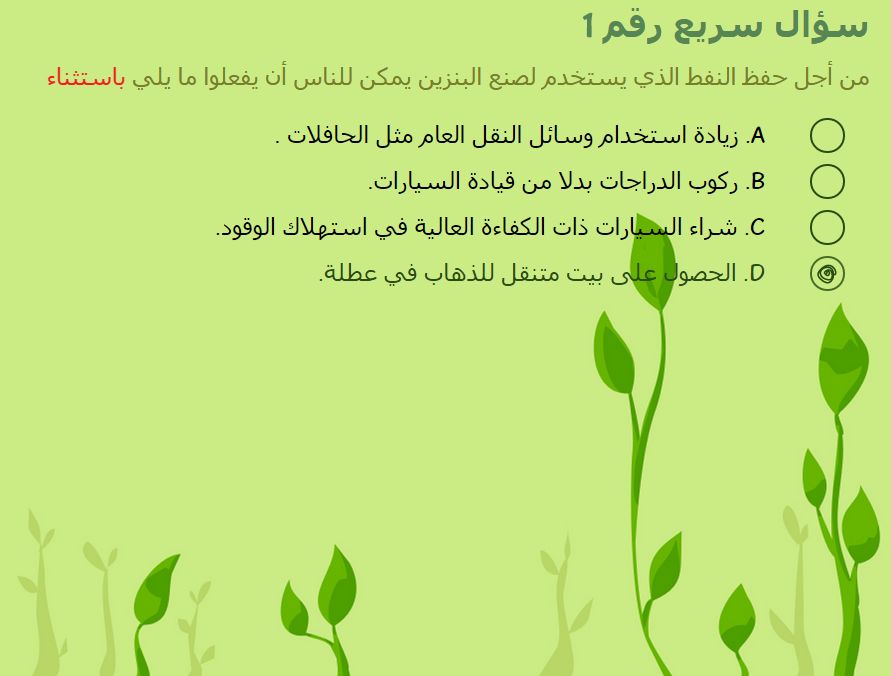 سؤال سريع رقم 1
من أجل حفظ النفط الذي يستخدم لصنع البنزين يمكن للناس أن يفعلوا ما يلي باستثناء
A. زيادة استخدام وسائل النقل العام مثل الحافلات .
B. ركوب الدراجات بدلا من قيادة السيارات.
C. شراء السيارات ذات الكفاءة العالية في استهلاك الوقود.
D. الحصول على بيت متنقل للذهاب في عطلة.